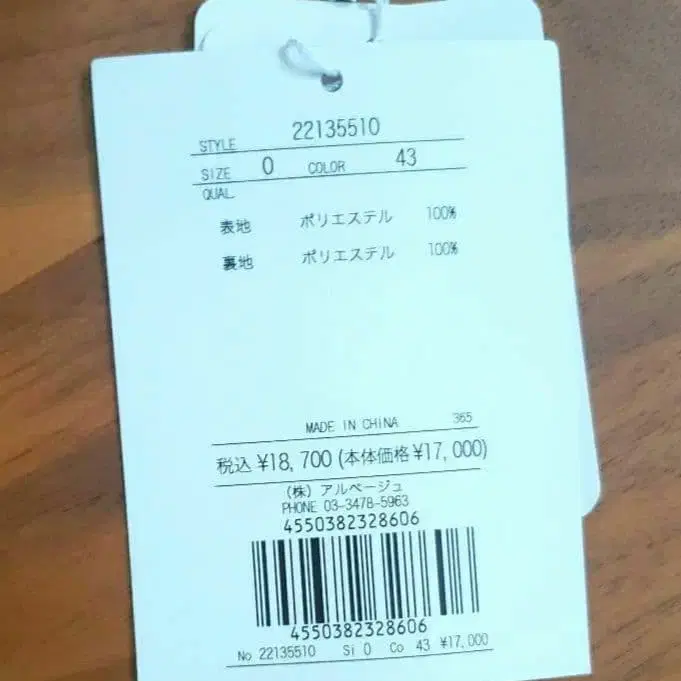 STYLE 22135510
SIZE 0 COLOR 43
QUAL.
表地 ポリエステル 100%
裏地 ポリエステル 100%
MADE IN CHINA 365
税込 ¥18,700 (本体価格 ¥17,000)
(株) アルページュ
PHONE 03-3478-5963
4550382328606
4550382328606
No 22135510 Si 0 Co 43 ¥17,000